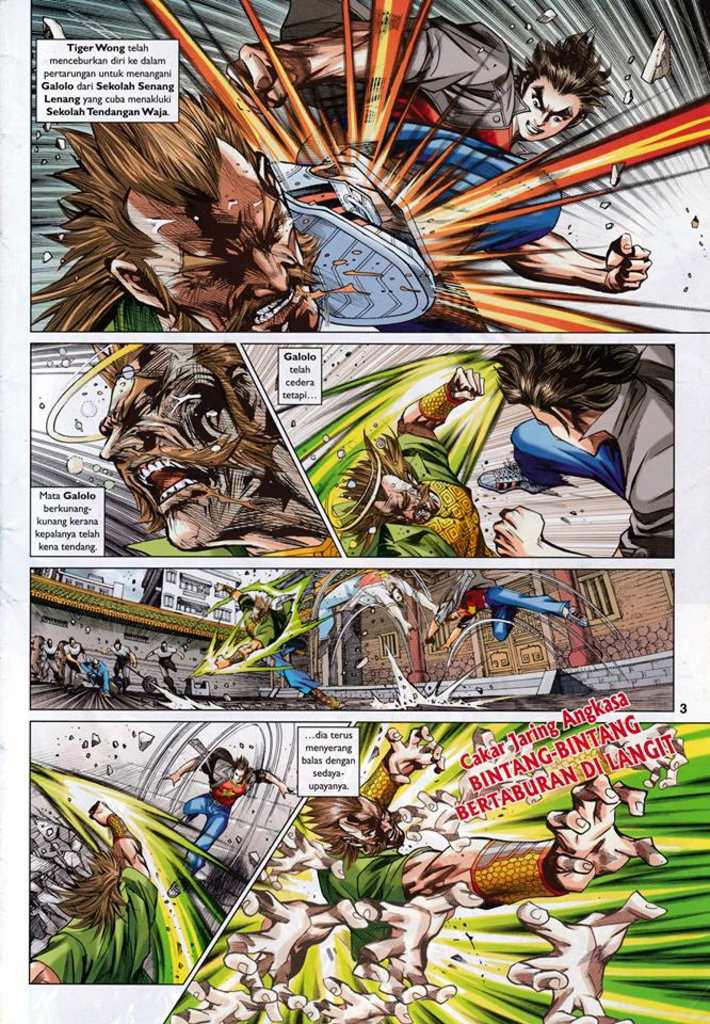 Tiger Wong telah
menceburkan diri ke dalam
pertarungan untuk menangani
Galolo dari Sekolah Senang
Lenang yang cuba menakluki
Sekolah Tendangan Waja.
Galolo
telah
cedera
tetapi...
Mata Galolo
berkunang-
kunang kerana
kepalanya telah
kena tendang.
3
...dia terus
menyerang
balas dengan
sedaya-
upayanya.
Cakar Jaring Angkasa
BINTANG-BINTANG
BERTABURAN DI LANGIT